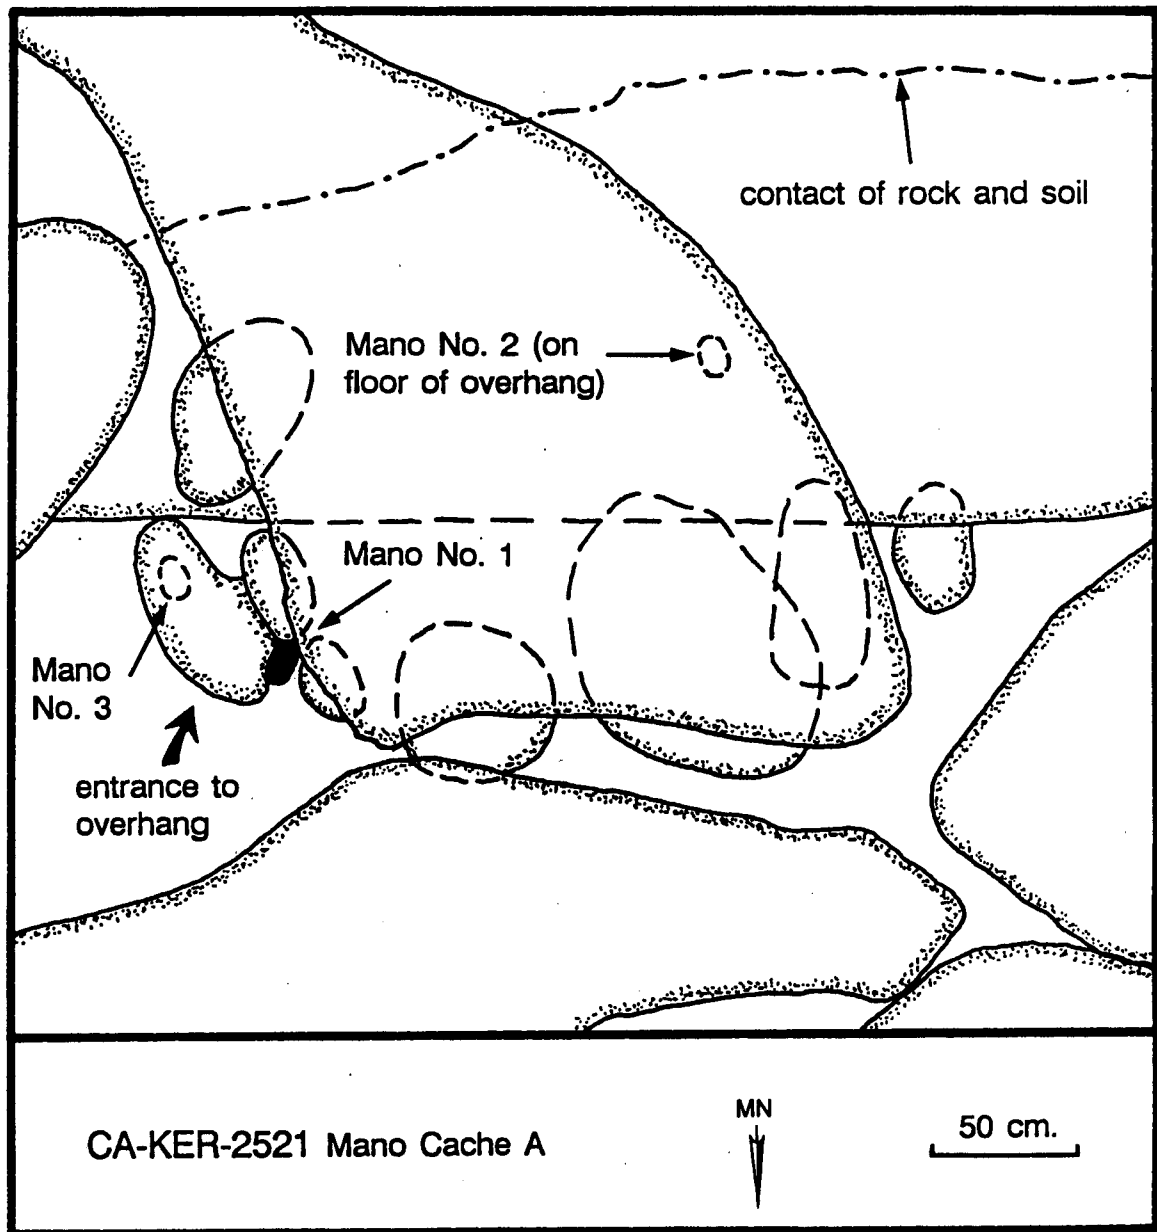 contact of rock and soil
Mano No. 2 (on
floor of overhang)
Mano No. 1
Mano
No. 3
entrance to
overhang
CA-KER-2521 Mano Cache A
MN
50 cm.